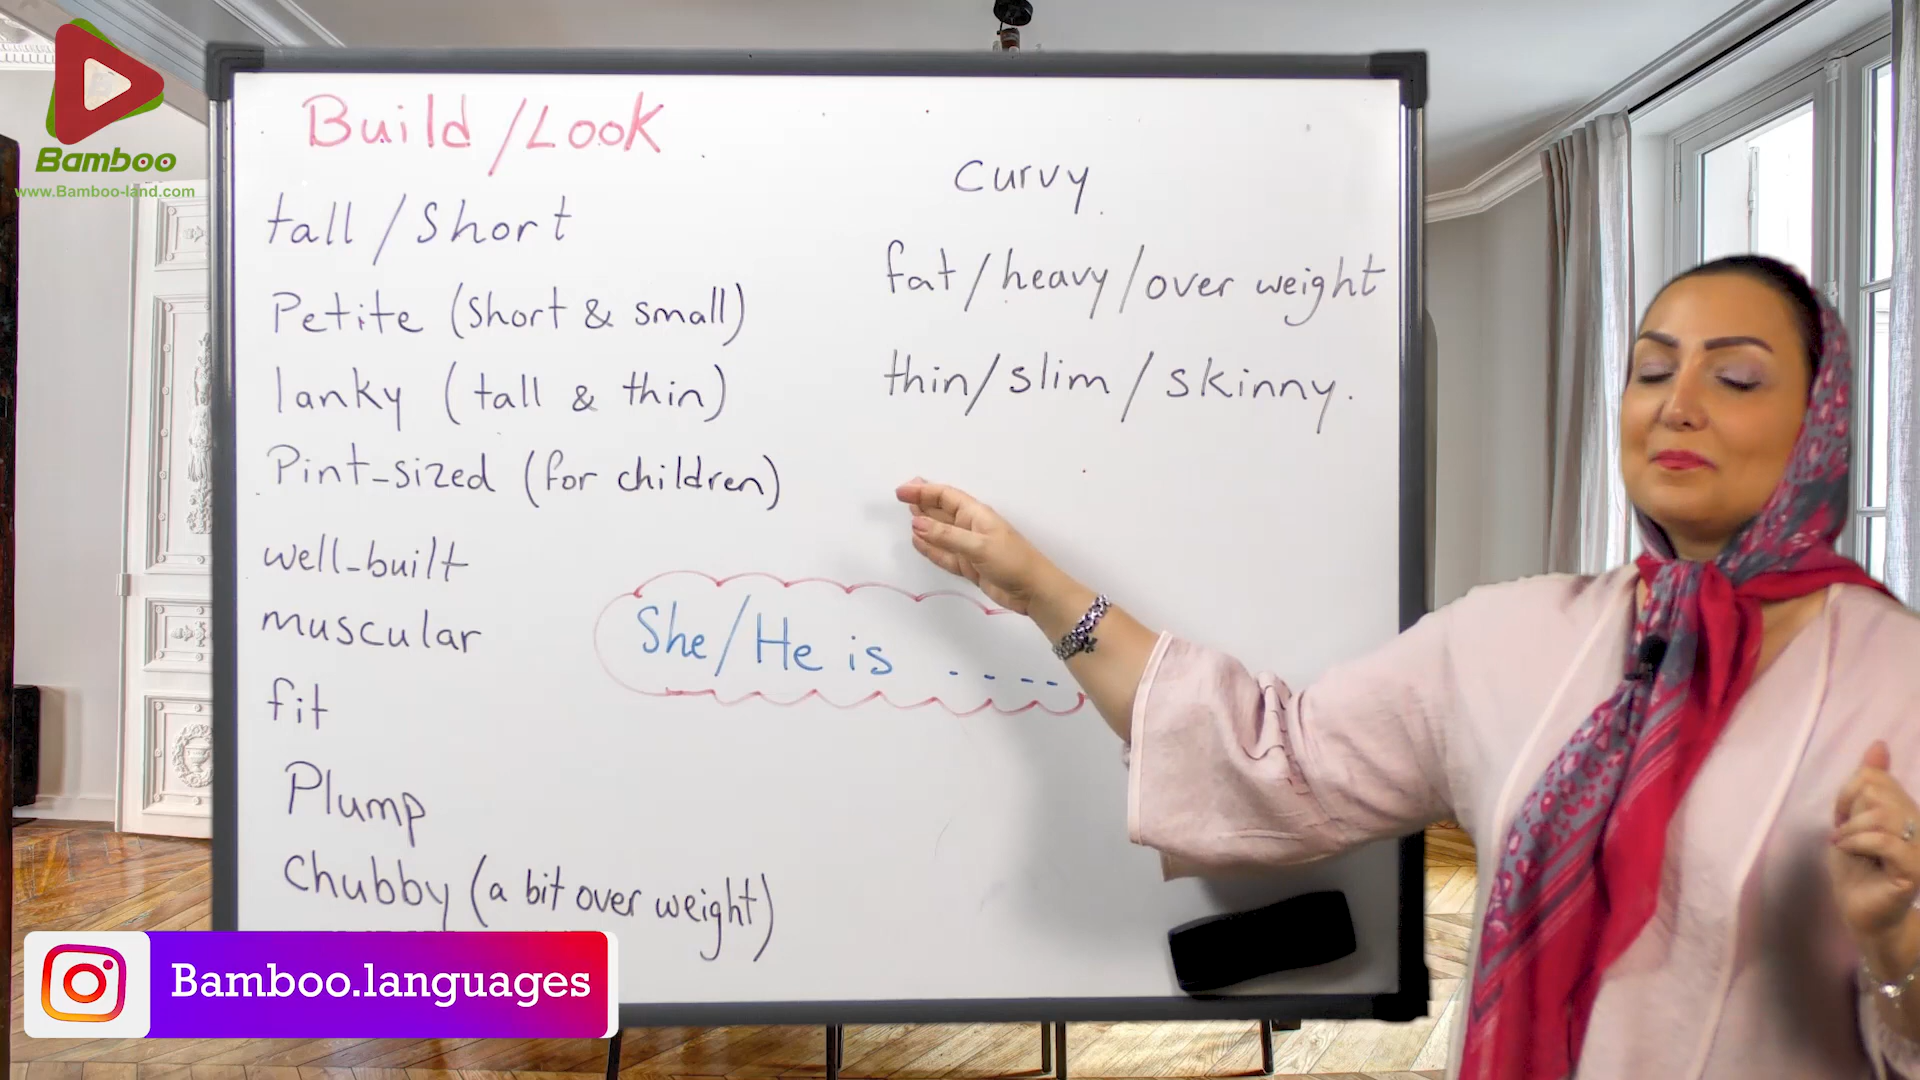 Bamboo
www.Bamboo-land.com
Build / Look
tall / short
Petite (short & small)
lanky (tall & thin)
Pint-sized (for children)
well-built
muscular
fit
Plump
Chubby (a bit over weight)
curvy.
fat / heavy / over weight
thin / slim / skinny.
She / He is ....
Bamboo.languages